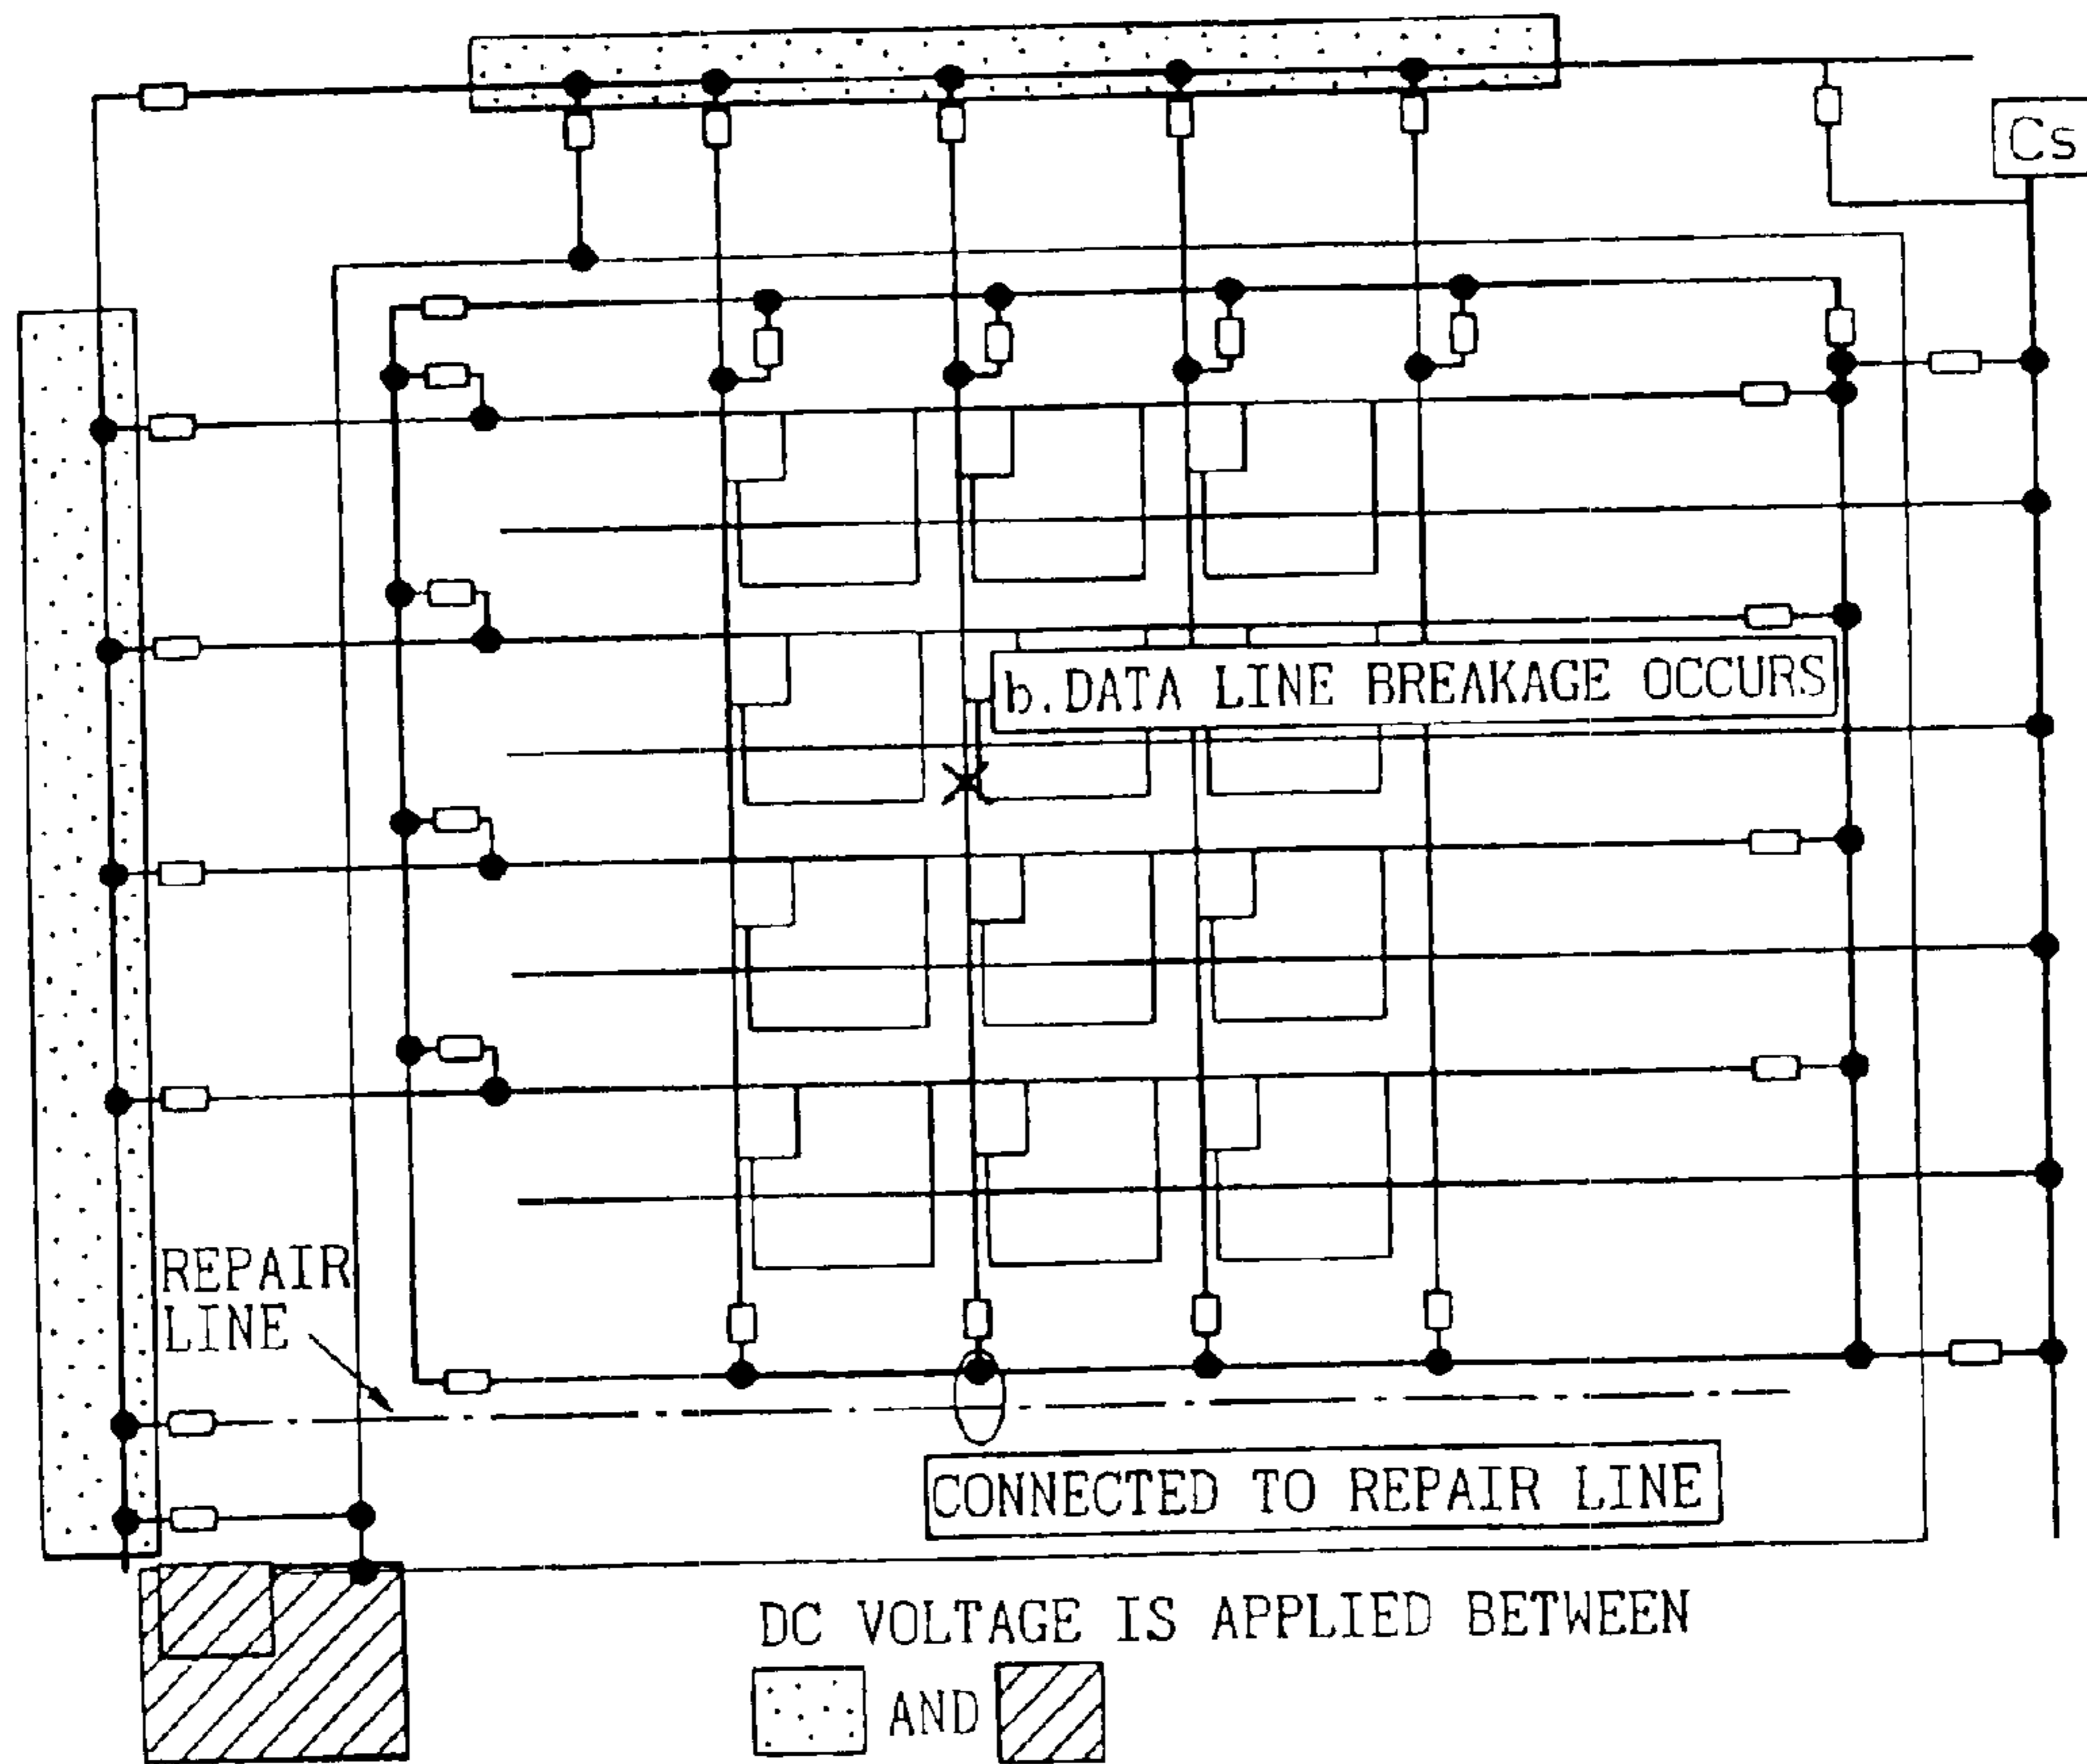 Cs
b.DATA LINE BREAKAGE OCCURS
REPAIR
LINE
CONNECTED TO REPAIR LINE
DC VOLTAGE IS APPLIED BETWEEN
AND